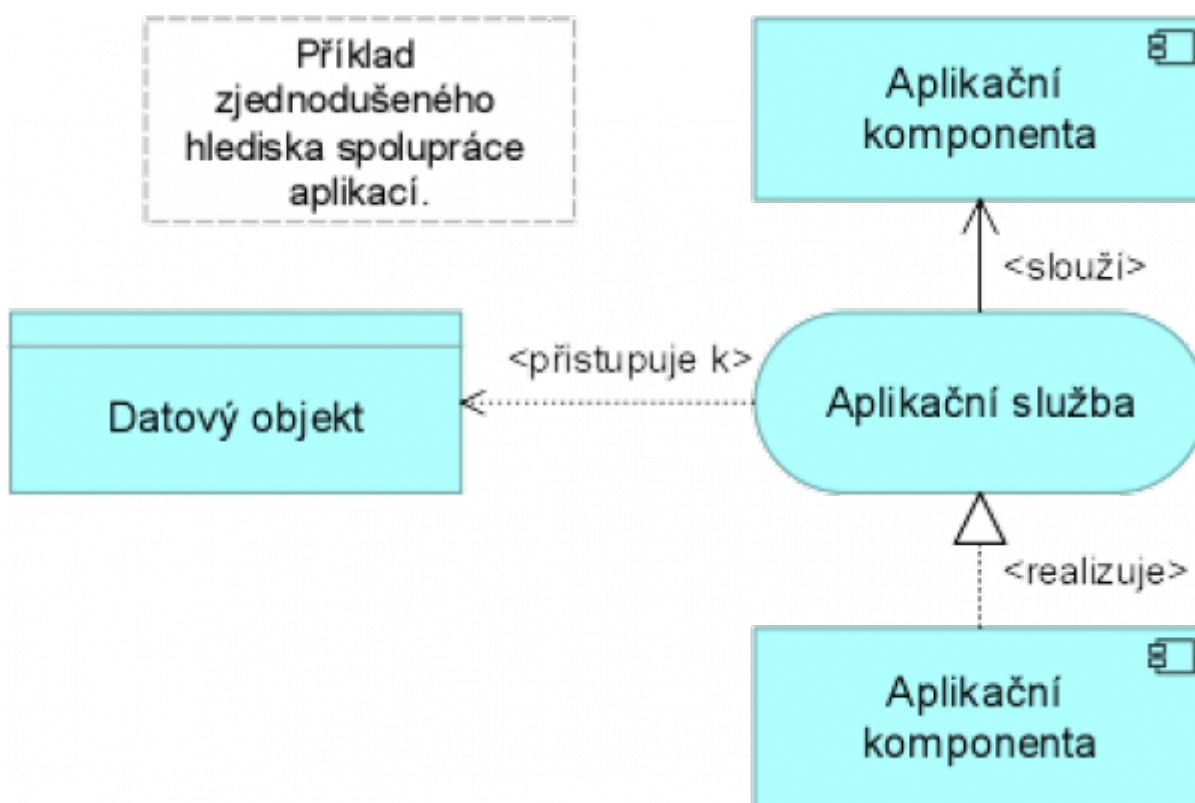 Příklad
zjednodušeného
hlediska spolupráce
aplikací.
Aplikační
komponenta
<slouží>
<přistupuje k>
Datový objekt
Aplikační služba
<realizuje>
Aplikační
komponenta